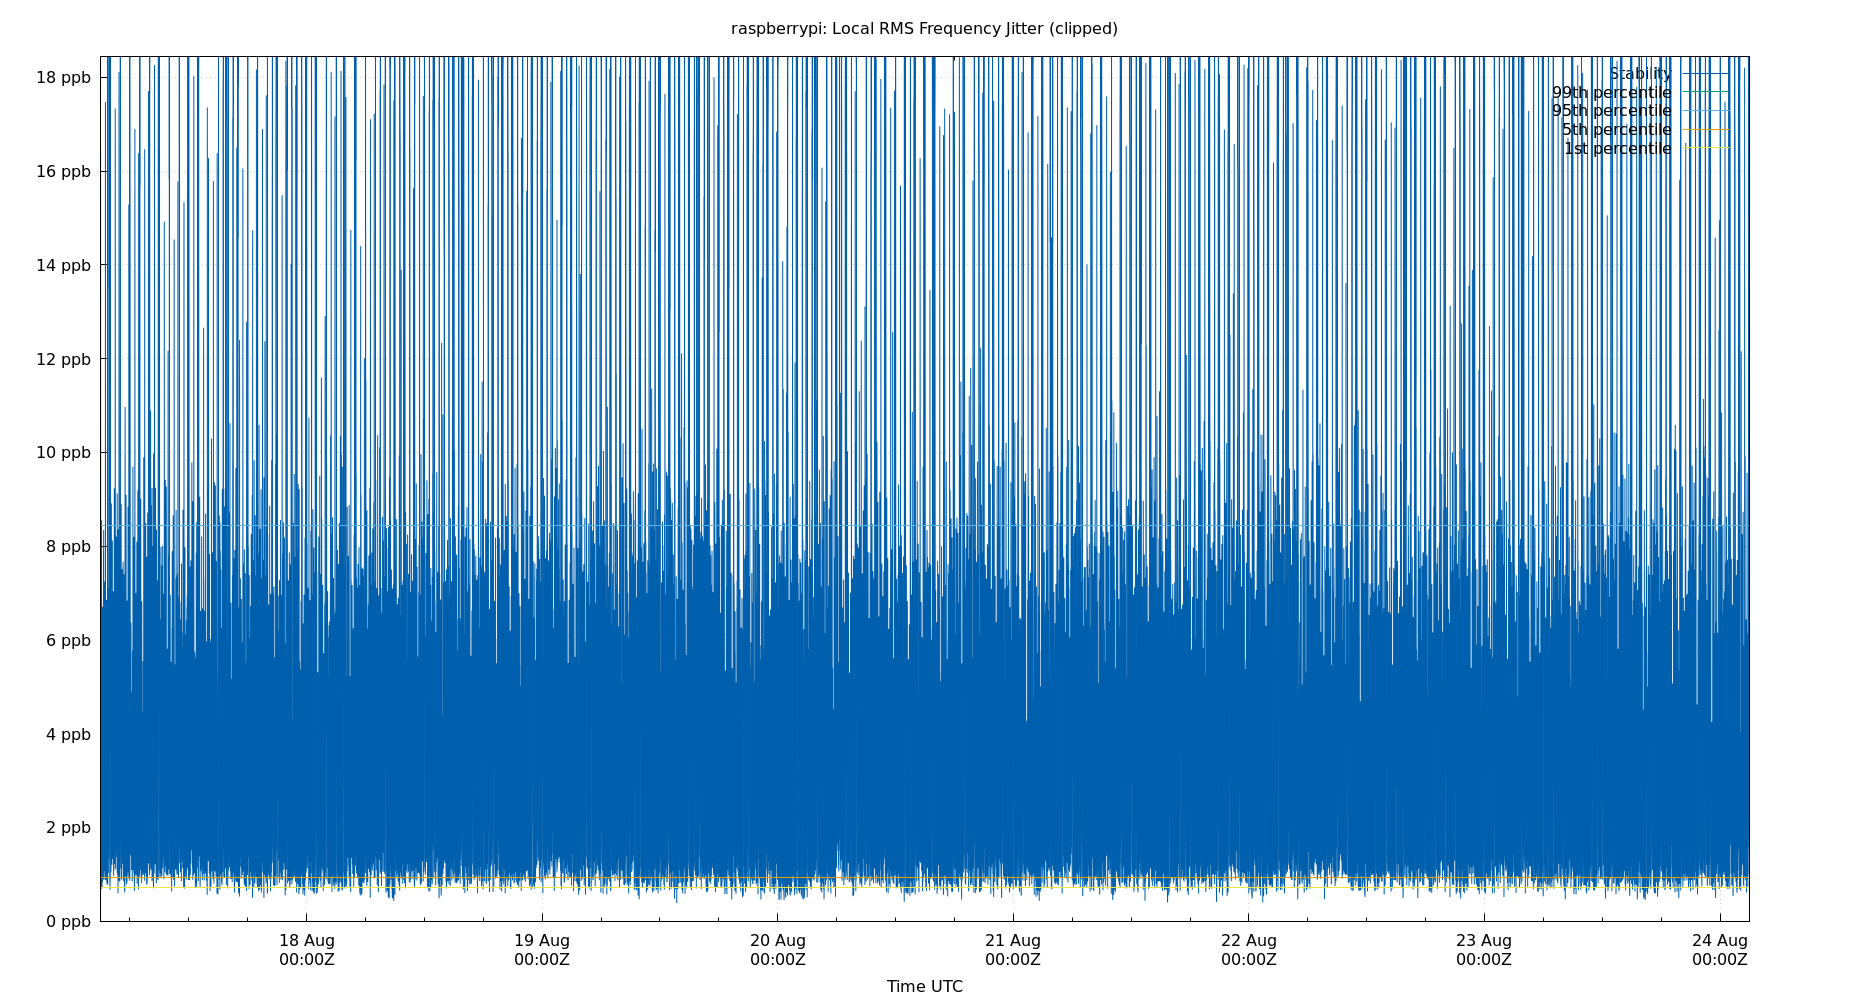 raspberrypi: Local RMS Frequency Jitter (clipped)
18 ppb
16 ppb
14 ppb
12 ppb
10 ppb
8 ppb
6 ppb
4 ppb
2 ppb
0 ppb
Stability
99th percentile
95th percentile
5th percentile
1st percentile
18 Aug 19 Aug 20 Aug 21 Aug 22 Aug 23 Aug 24 Aug
00:00Z 00:00Z 00:00Z 00:00Z 00:00Z 00:00Z 00:00Z
Time UTC